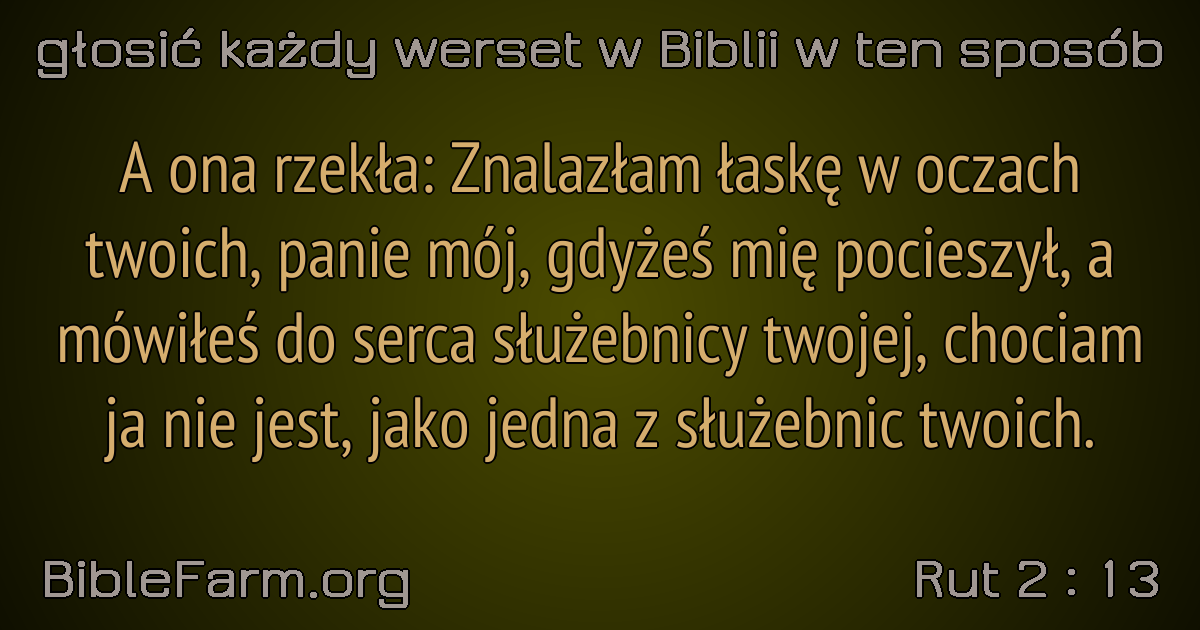 głosić każdy werset w Biblii w ten sposób
A ona rzekła: Znalazłam łaskę w oczach
twoich, panie mój, gdyżeś mię pocieszył, a
mówiłeś do serca służebnicy twojej, chociam
ja nie jest, jako jedna z służebnic twoich.
BibleFarm.org
Rut 2 : 13